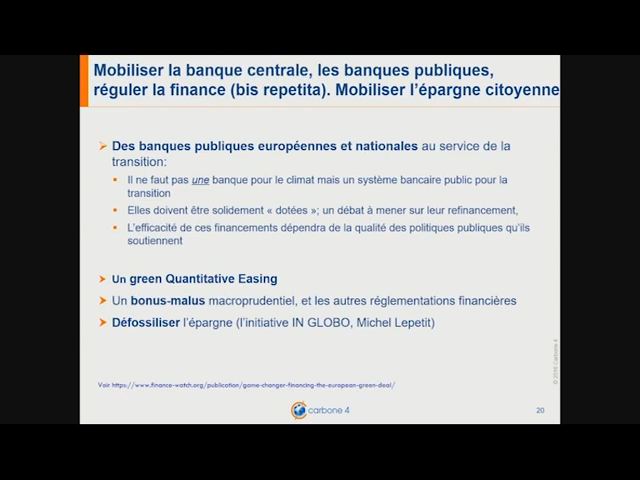 Mobiliser la banque centrale, les banques publiques,
réguler la finance (bis repetita). Mobiliser l'épargne citoyenne
Des banques publiques européennes et nationales au service de la
transition:
Il ne faut pas une banque pour le climat mais un système bancaire public pour la
transition
Elles doivent être solidement « dotées »; un débat à mener sur leur refinancement,
L'efficacité de ces financements dépendra de la qualité des politiques publiques qu'ils
soutiennent
Un green Quantitative Easing
Un bonus-malus macroprudentiel, et les autres réglementations financières
Défossiliser l'épargne (l'initiative IN GLOBO, Michel Lepetit)
Voir https://www.finance-watch.org/publication/game-changer-financing-the-european-green-deal/
carbone 4
20